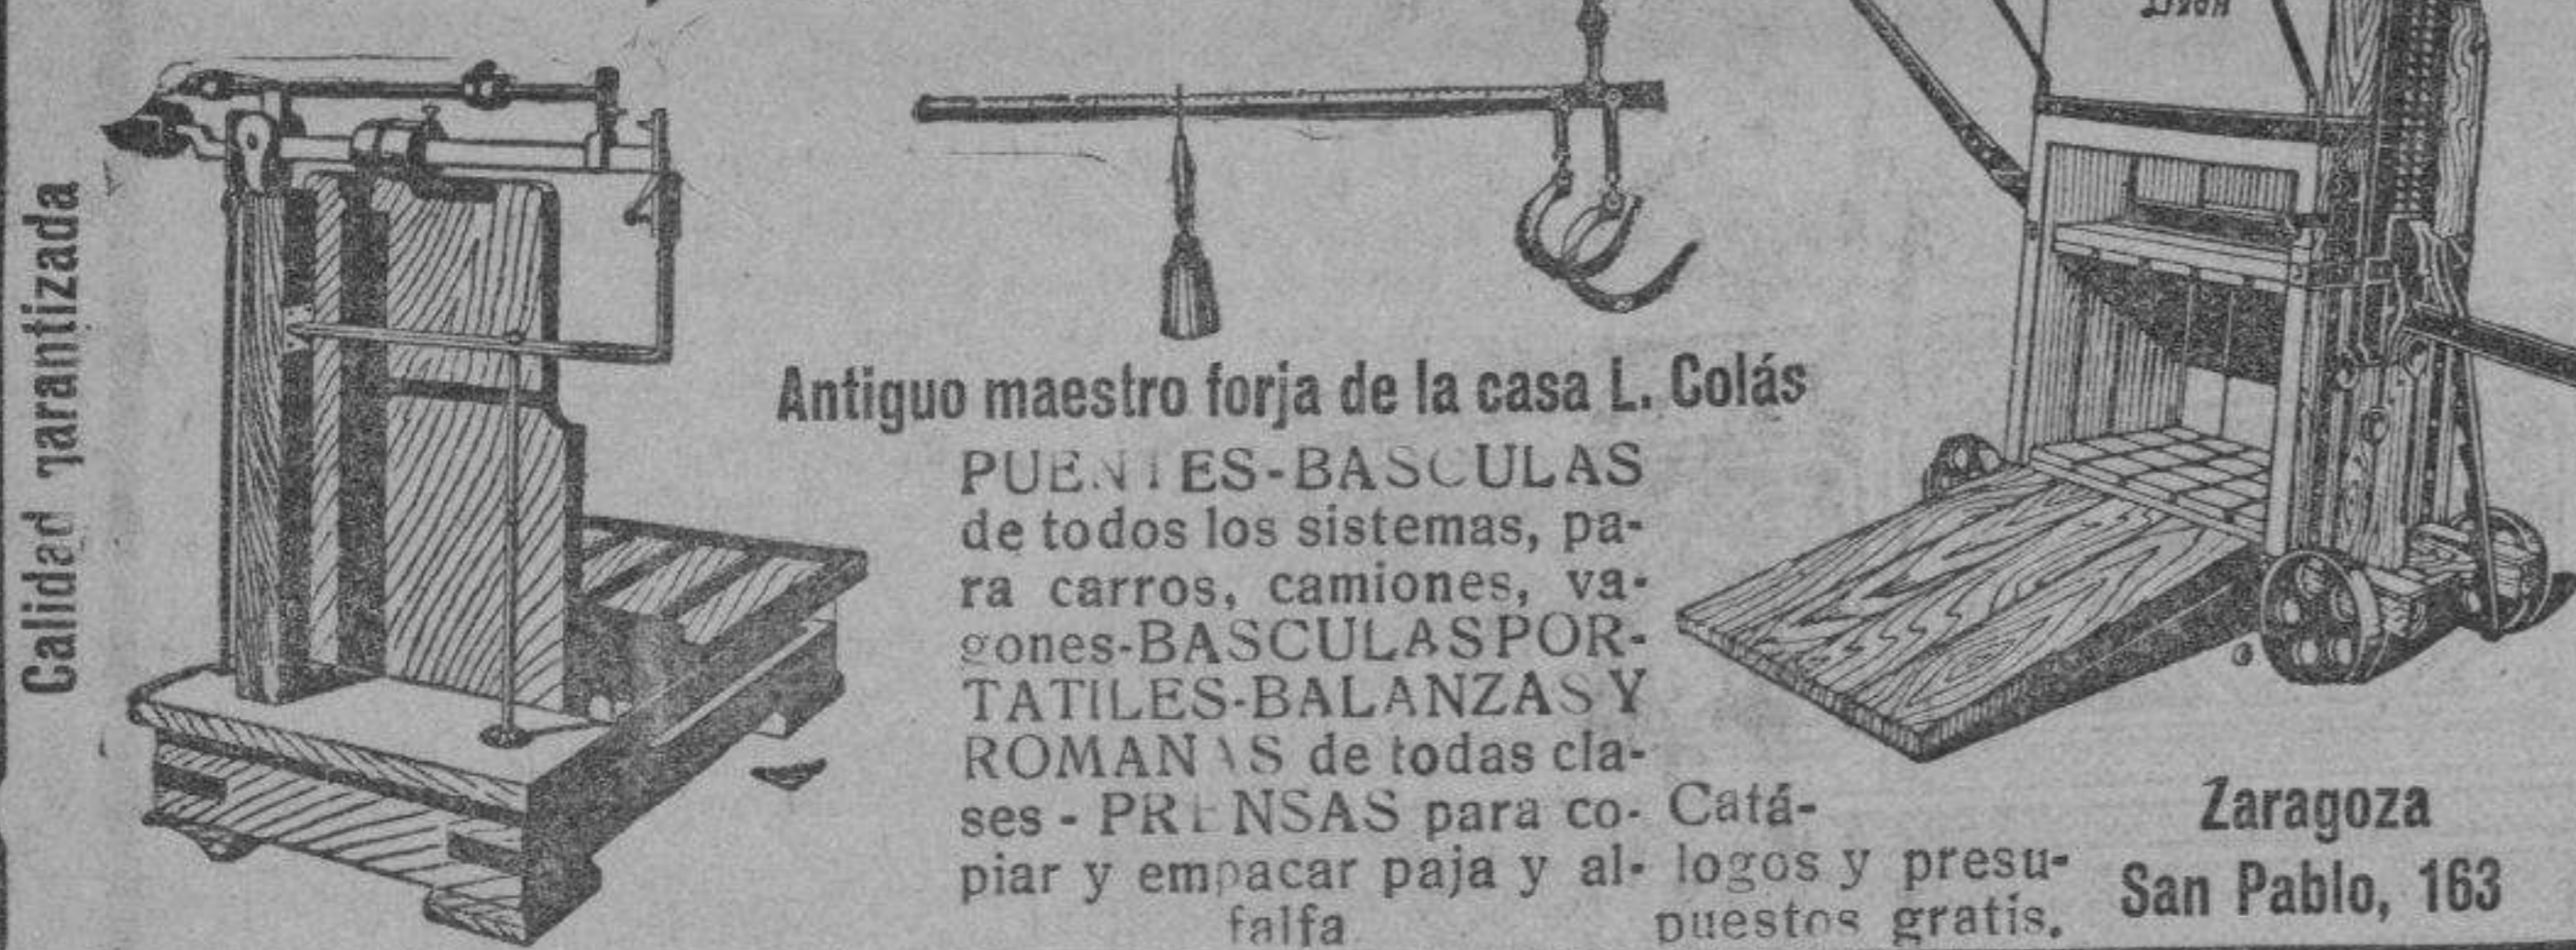 Calidad garantizada
Antiguo maestro forja de la casa L. Colás
PUENTES-BASCULAS
de todos los sistemas, pa-
ra carros, camiones, va-
gones-BASCULAS POR-
TATILES-BALANZAS Y
ROMANAS de todas cla-
ses - PRENSAS para co-
piar y empacar paja y al-
falfa
Catá-
logos y presu-
puestos gratis.
Zaragoza
San Pablo, 163